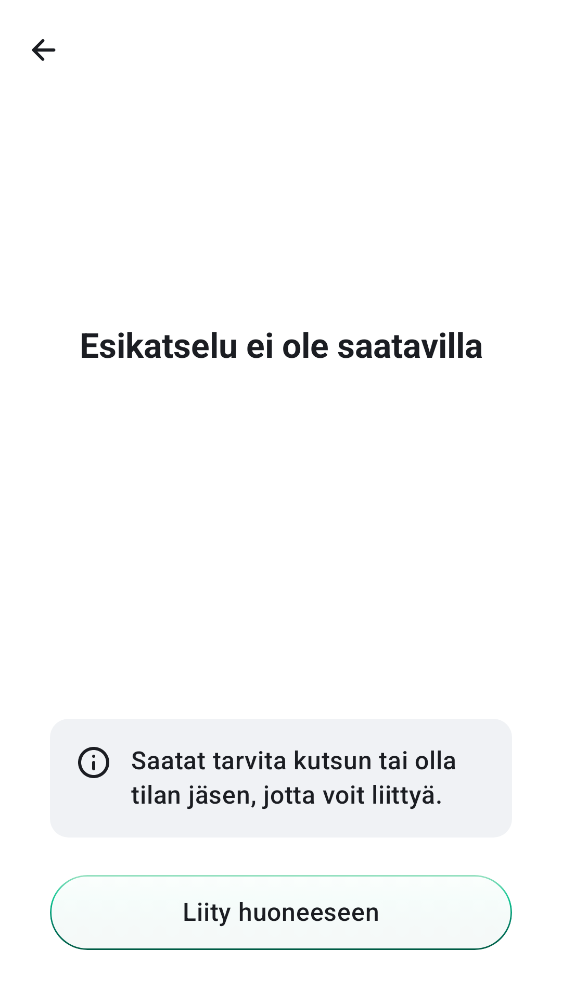 Esikatselu ei ole saatavilla
Saatat tarvita kutsun tai olla
tilan jäsen, jotta voit liittyä.
Liity huoneeseen